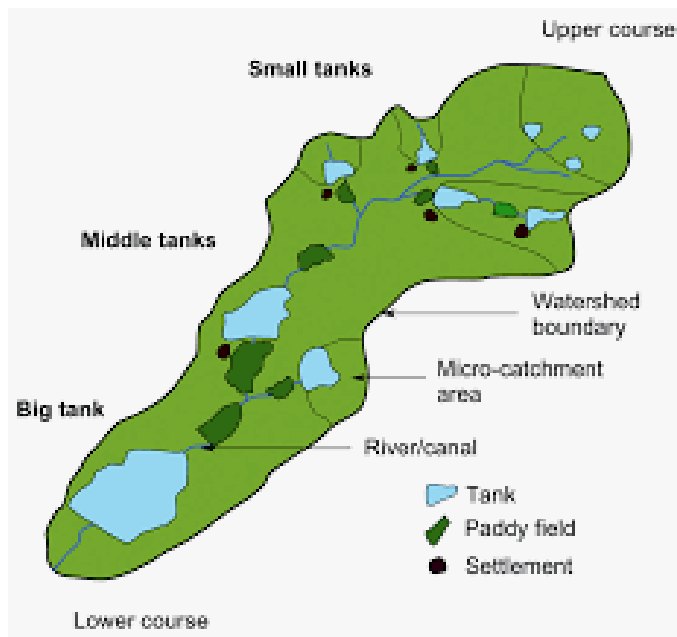 Upper course
Small tanks
Middle tanks
Watershed
boundary
Micro-catchment
area
Big tank
River/canal
Tank
Paddy field
Settlement
Lower course